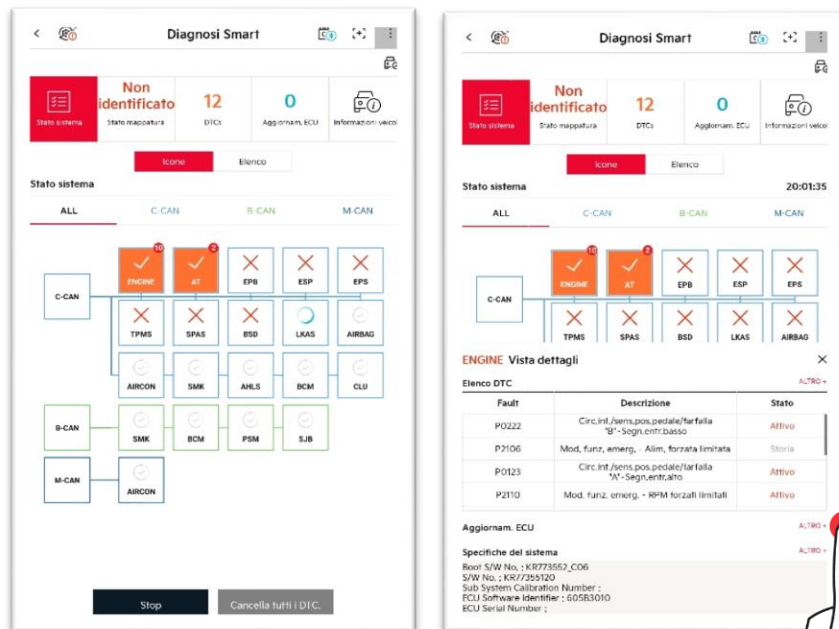 Diagnosi Smart
Stato sistema
Non identificato
Stato mappatura
12
DTCs
0
Aggiornam. ECU
Informazioni veicol
Icone
Elenco
Stato sistema
ALL
C-CAN
B-CAN
M-CAN
C-CAN
10
ENGINE
2
AT
EPB
ESP
EPS
TPMS
SPAS
BSD
LKAS
AIRBAG
AIRCON
SMK
AHLS
BCM
CLU
B-CAN
SMK
BCM
PSM
SJB
M-CAN
AIRCON
Stop
Cancella tutti i DTC.
Diagnosi Smart
Stato sistema
Non identificato
Stato mappatura
12
DTCs
0
Aggiornam. ECU
Informazioni veicol
Icone
Elenco
Stato sistema
20:01:35
ALL
C-CAN
B-CAN
M-CAN
C-CAN
10
ENGINE
2
AT
EPB
ESP
EPS
TPMS
SPAS
BSD
LKAS
AIRBAG
ENGINE Vista dettagli
Elenco DTC
ALTRO +
Fault Descrizione Stato
P0222 Circ.int./sens.pos.pedale/farfalla "B"-Segn.entr.basso Attivo
P2106 Mod, funz, emerg, - Alim, forzata limitata Storia
P0123 Circ.int./sens.pos.pedale/farfalla "A"-Segn,entr,alto Attivo
P2110 Mod. funz. emerg. - RPM forzati limitati Attivo
Aggiornam. ECU
ALTRO +
Specifiche del sistema
ALTRO +
Boot S/W No. : KR773552_C06
S/W No. : KR77355120
Sub System Calibration Number :
ECU Software Identifier : 605B3010
ECU Serial Number :